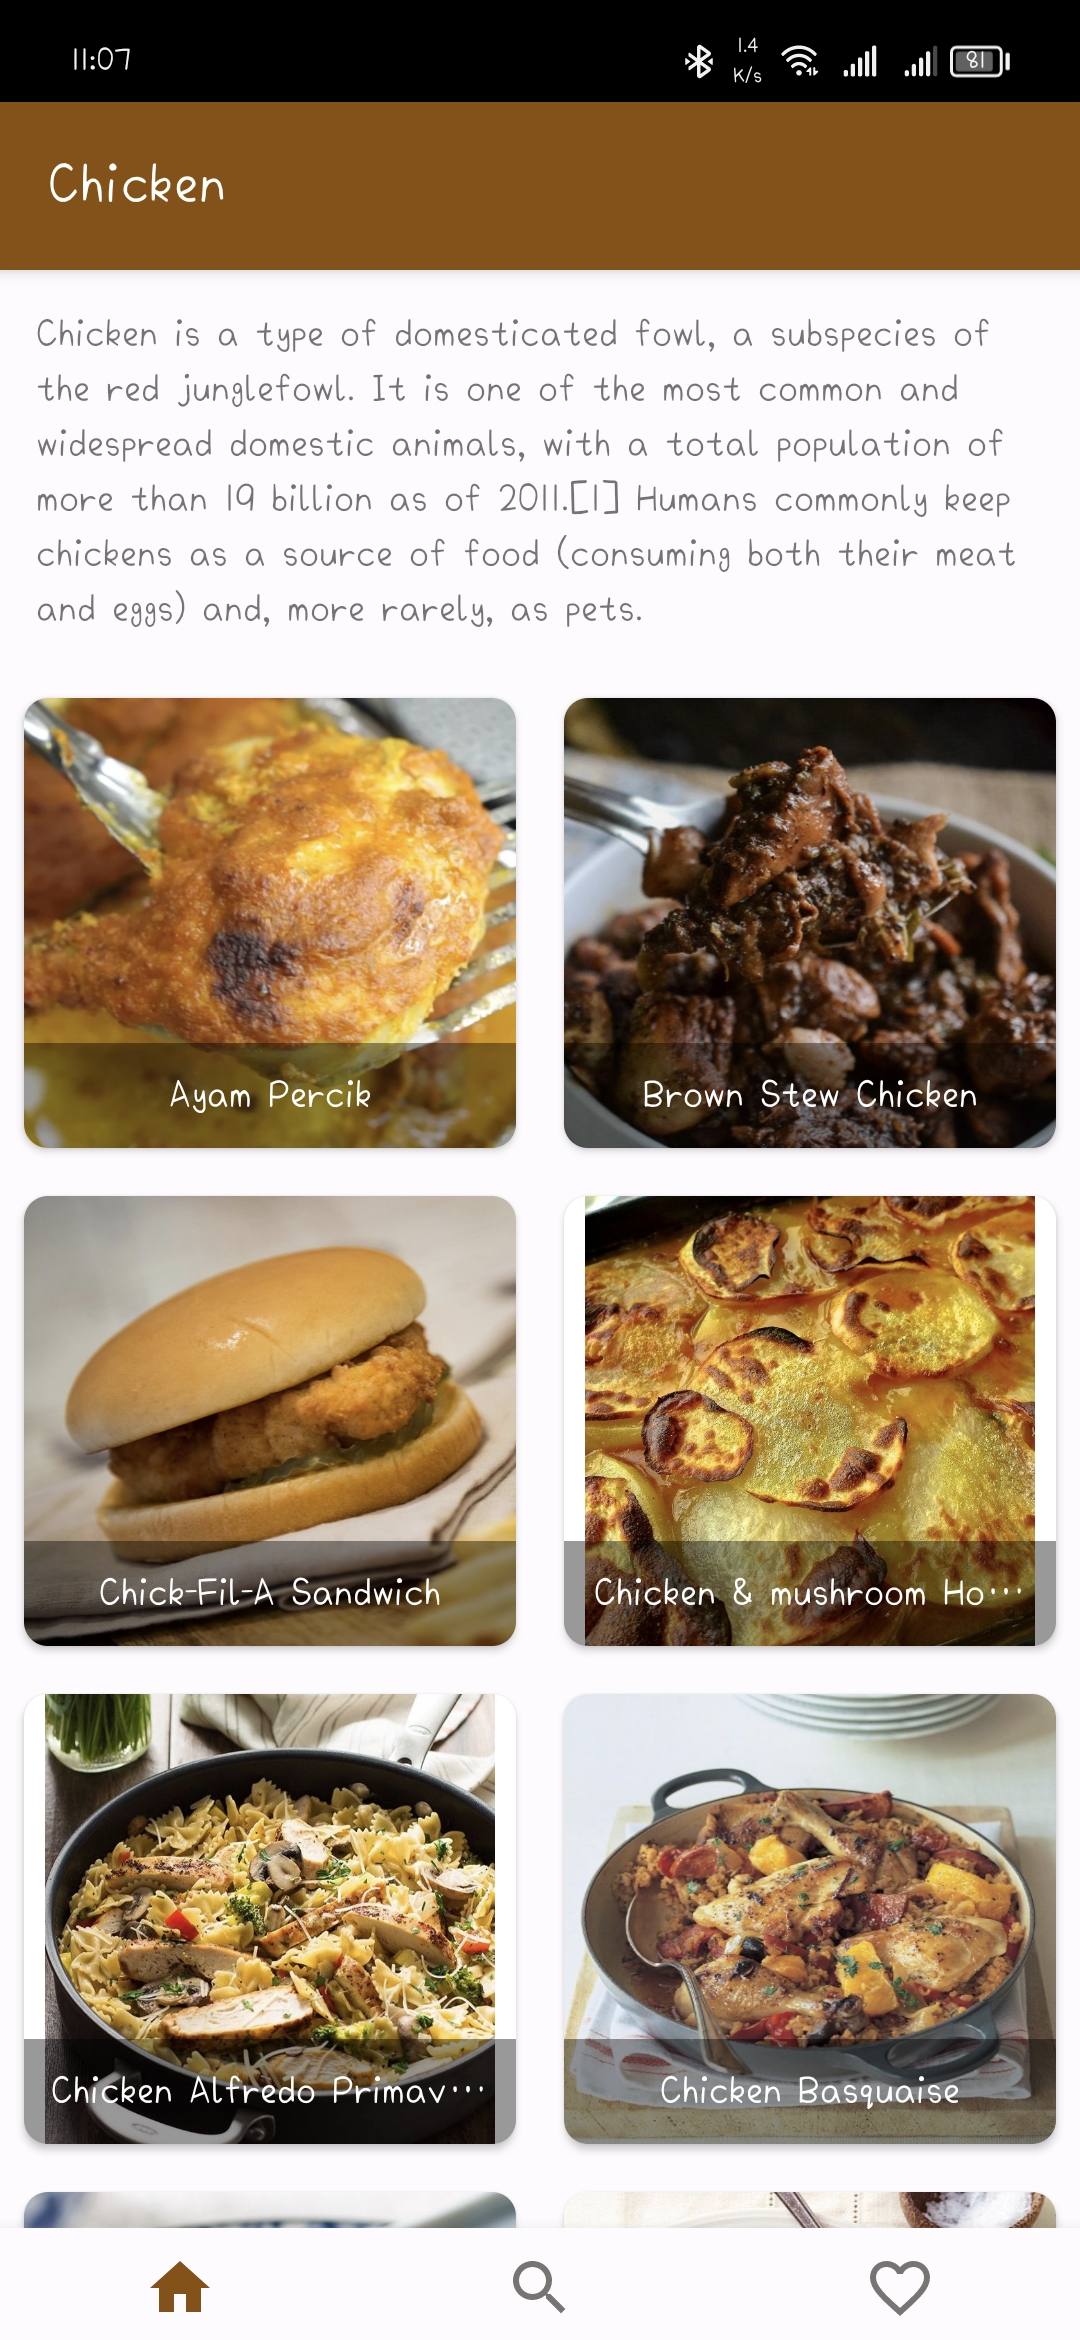 11:07
1.4
K/s
81
Chicken
Chicken is a type of domesticated fowl, a subspecies of
the red junglefowl. It is one of the most common and
widespread domestic animals, with a total population of
more than 19 billion as of 2011.[1] Humans commonly keep
chickens as a source of food (consuming both their meat
and eggs) and, more rarely, as pets.
Ayam Percik
Brown Stew Chicken
Chick-Fil-A Sandwich
Chicken & mushroom Ho...
Chicken Alfredo Primav...
Chicken Basquaise